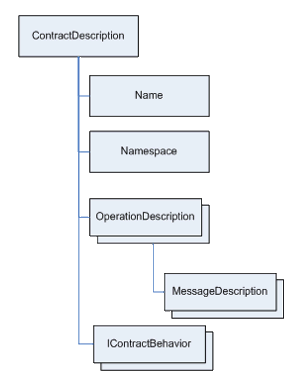 ContractDescription
Name
Namespace
OperationDescription
MessageDescription
IContractBehavior